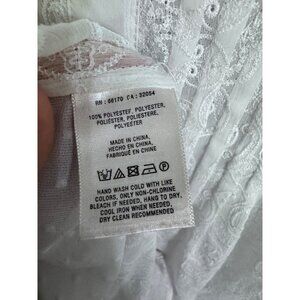 RN : 66170 CA : 32054
100% POLYESTER, POLYESTER,
POLIÉSTER, POLIESTERE,
POLYESTER
MADE IN CHINA,
HECHO EN CHINA,
FABRIQUÉ EN CHINE
HAND WASH COLD WITH LIKE
COLORS, ONLY NON-CHLORINE
BLEACH IF NEEDED, HANG TO DRY,
COOL IRON WHEN NEEDED,
DRY CLEAN RECOMMENDED